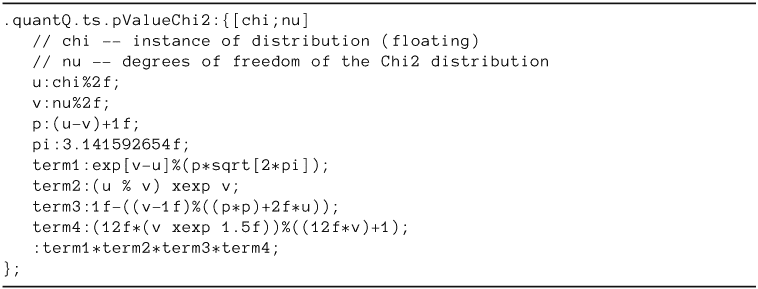 .quantQ.ts.pValueChi2:{[chi;nu]
// chi -- instance of distribution (floating)
// nu -- degrees of freedom of the Chi2 distribution
u:chi%2f;
v:nu%2f;
p:(u-v)+1f;
pi:3.141592654f;
term1:exp[v-u]%(p*sqrt[2*pi]);
term2:(u % v) xexp v;
term3:1f-((v-1f)%((p*p)+2f*u));
term4:(12f*(v xexp 1.5f))%((12f*v)+1);
:term1*term2*term3*term4;
};